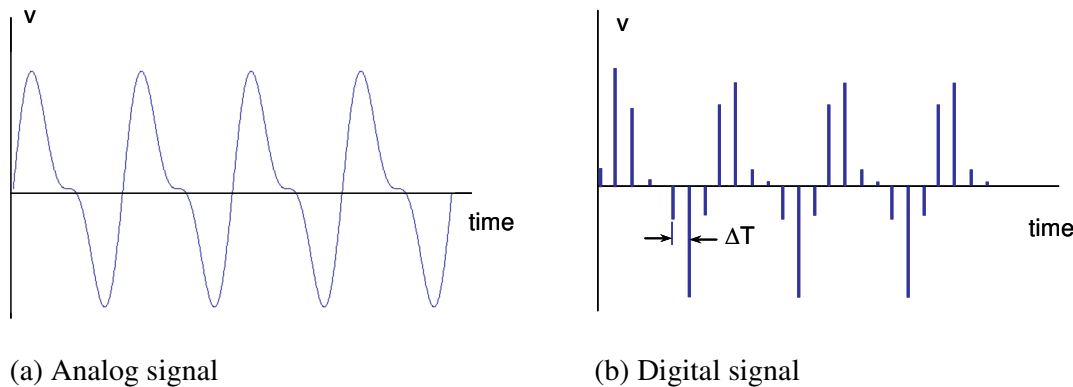 v
time
(a) Analog signal
v
ΔT
time
(b) Digital signal